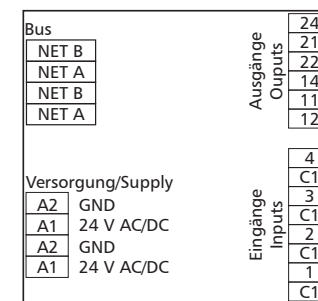 Bus
NET B
NET A
NET B
NET A
Versorgung/Supply
A2 GND
A1 24 V AC/DC
A2 GND
A1 24 V AC/DC
Ausgänge
Ouputs
24
21
22
14
11
12
Eingänge
Inputs
4
C1
3
C1
2
C1
1
C1